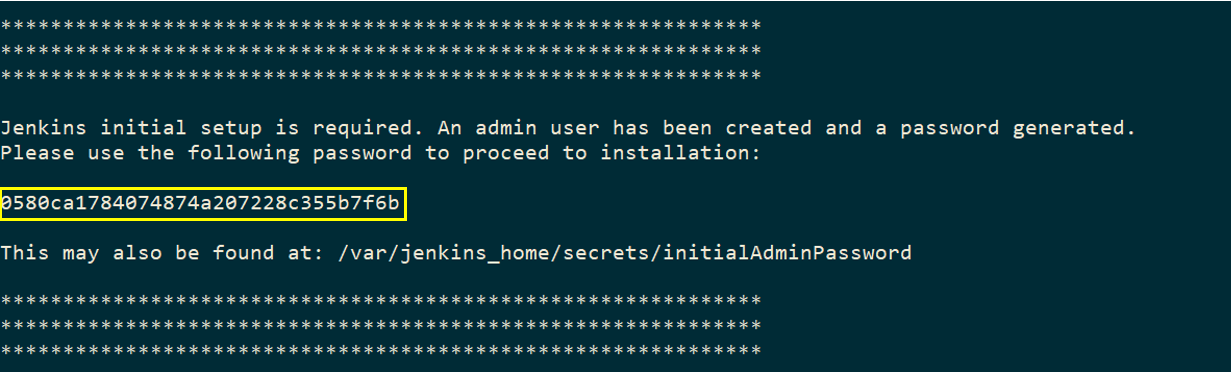 *************************************************************
*************************************************************
*************************************************************
Jenkins initial setup is required. An admin user has been created and a password generated.
Please use the following password to proceed to installation:
0580ca1784074874a207228c355b7f6b
This may also be found at: /var/jenkins_home/secrets/initialAdminPassword
*************************************************************
*************************************************************
*************************************************************